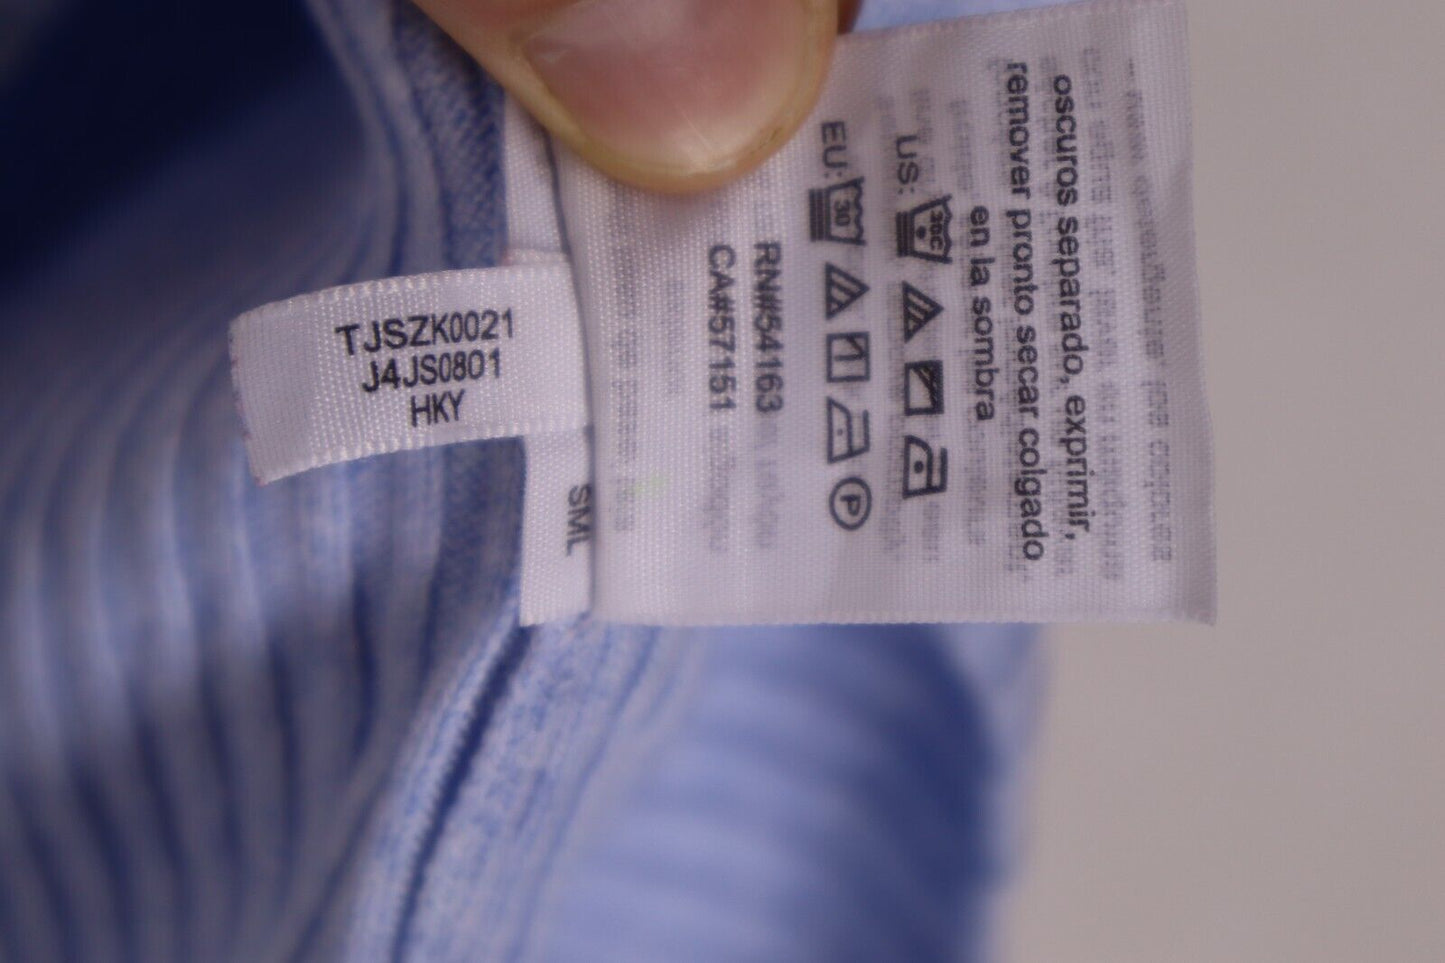 TJSZK0021
J4JS0801
HKY
SML
oscuros separado, exprimir,
remover pronto secar colgado
en la sombra
US: 30C
EU: 30 P
RN#54163
CA#57151